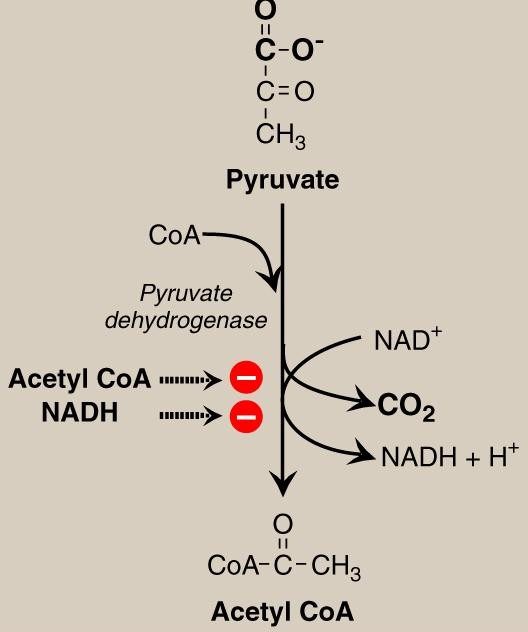 O
C-O-
C=O
CH3
Pyruvate
CoA
Pyruvate
dehydrogenase
NAD+
Acetyl CoA
NADH
CO2
NADH + H+
O
CoA-C-CH3
Acetyl CoA